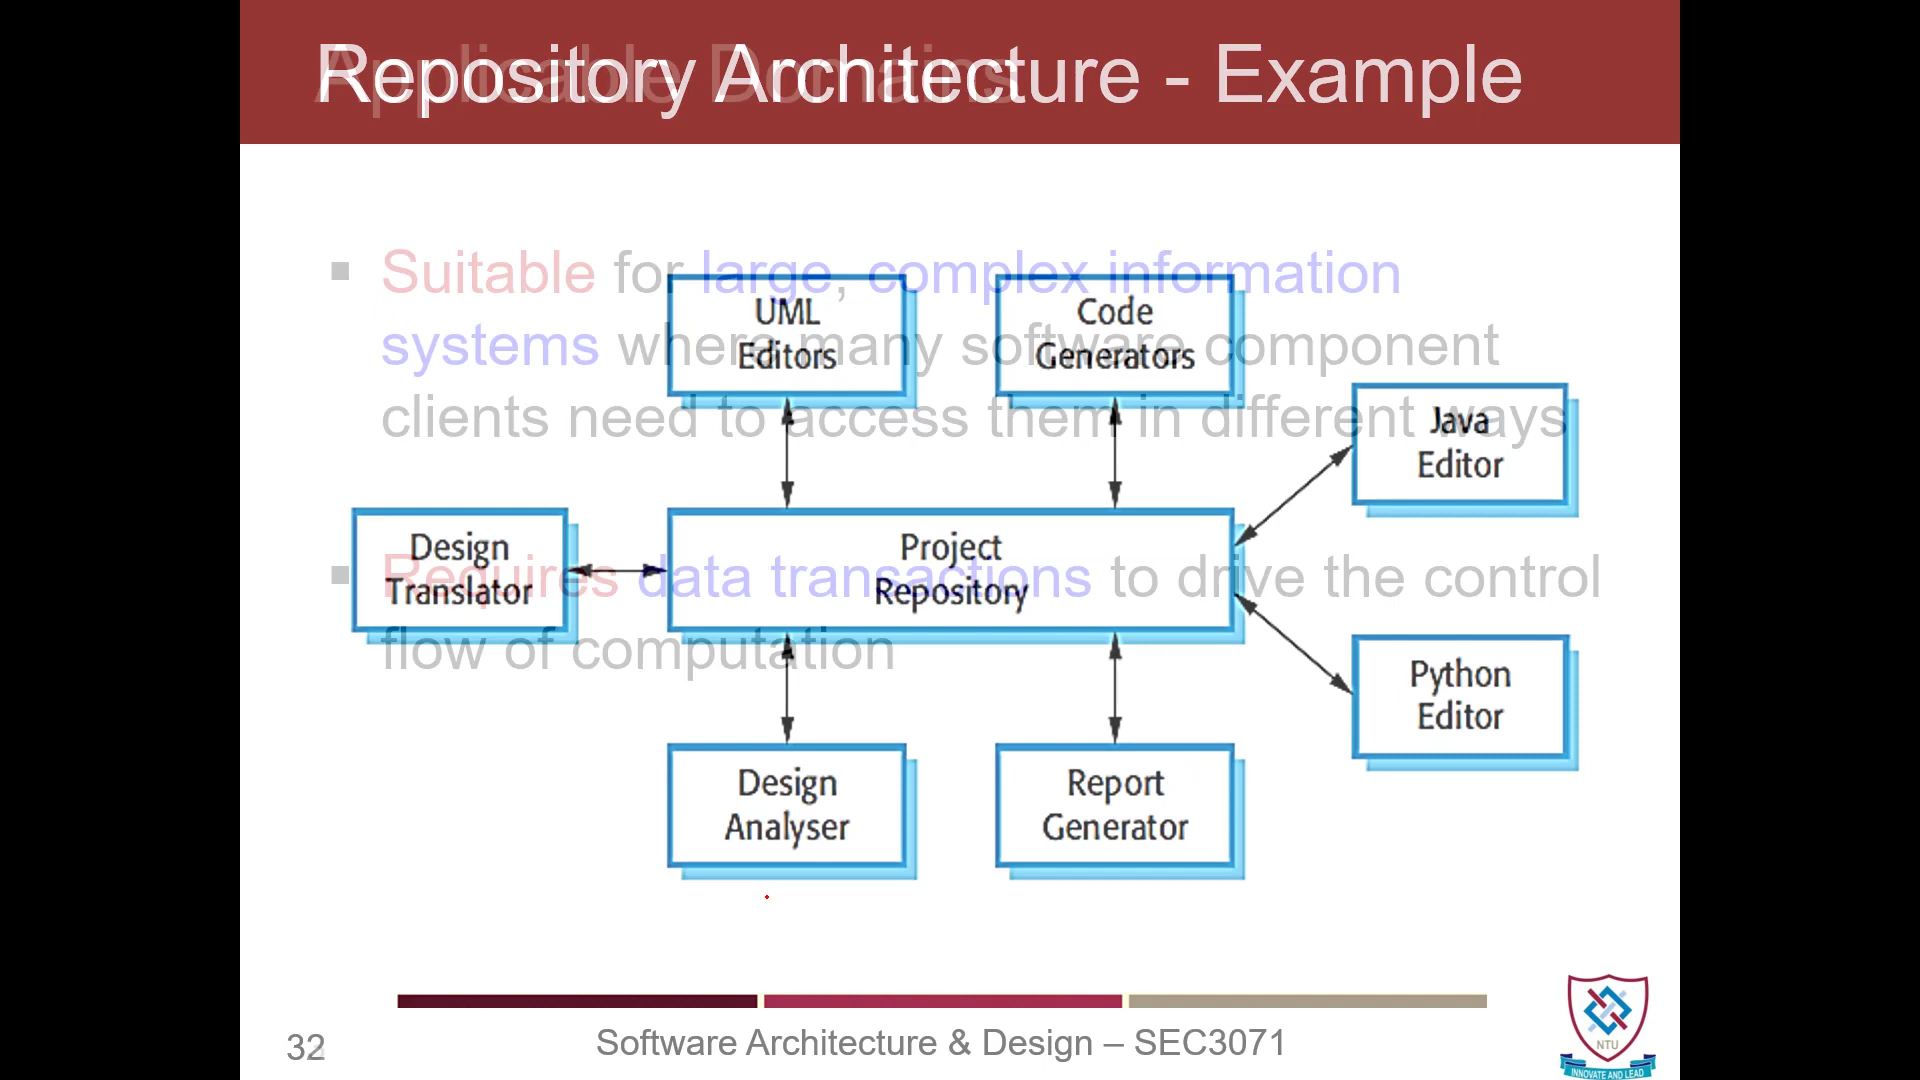 Repository Architecture - Example
Applicable Domains
Suitable for large, complex information
systems where many software component
clients need to access them in different ways
Requires data transactions to drive the control
flow of computation
UML
Editors
Code
Generators
Java
Editor
Design
Translator
Project
Repository
Python
Editor
Design
Analyser
Report
Generator
32
Software Architecture & Design – SEC3071
NTU
INNOVATE AND LEAD